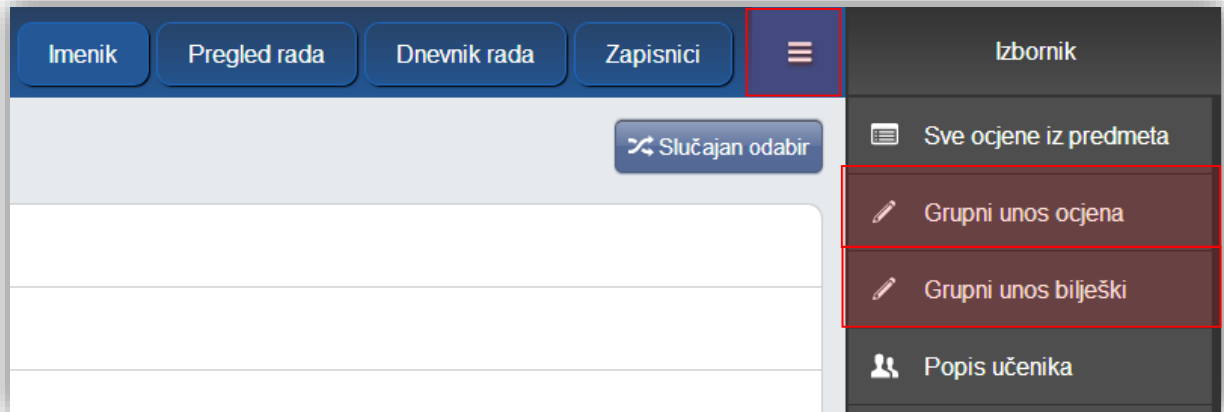 Imenik
Pregled rada
Dnevnik rada
Zapisnici
Izbornik
Slučajan odabir
Sve ocjene iz predmeta
Grupni unos ocjena
Grupni unos bilješki
Popis učenika